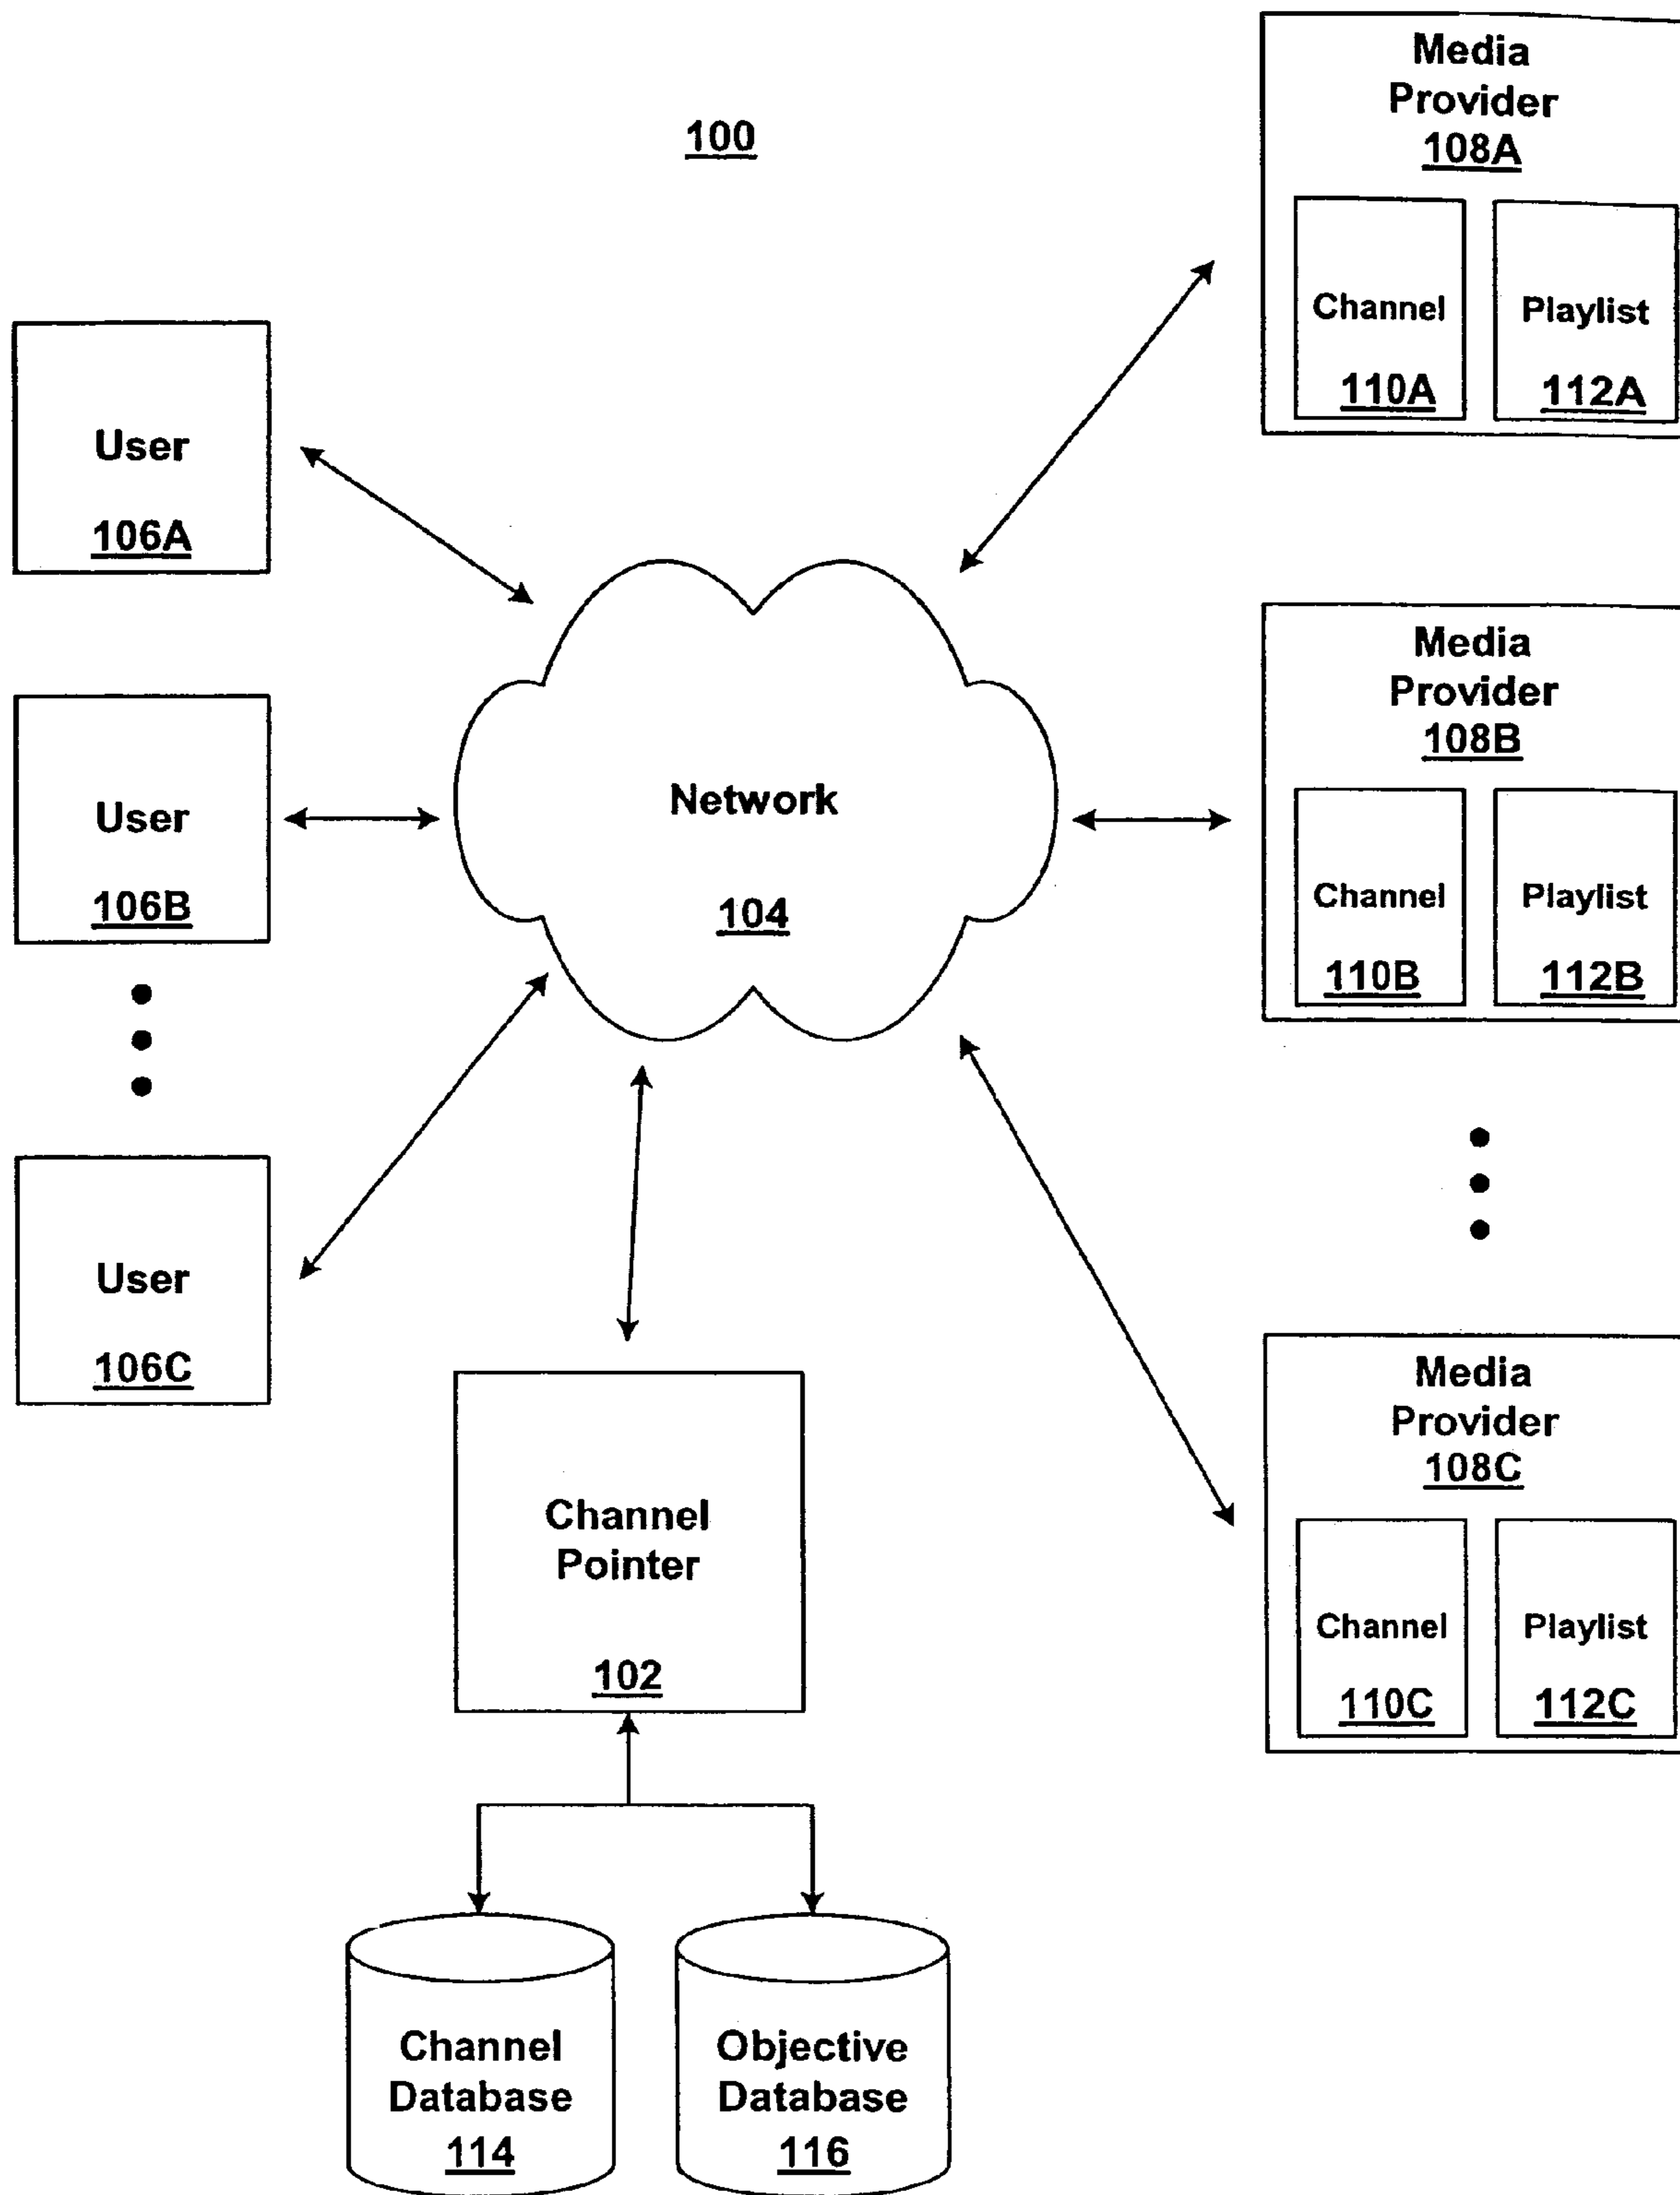 100
Media
Provider
108A
Channel
110A
Playlist
112A
User
106A
Media
Provider
108B
Channel
110B
Playlist
112B
User
106B
Network
104
User
106C
Media
Provider
108C
Channel
110C
Playlist
112C
Channel
Pointer
102
Channel
Database
114
Objective
Database
116